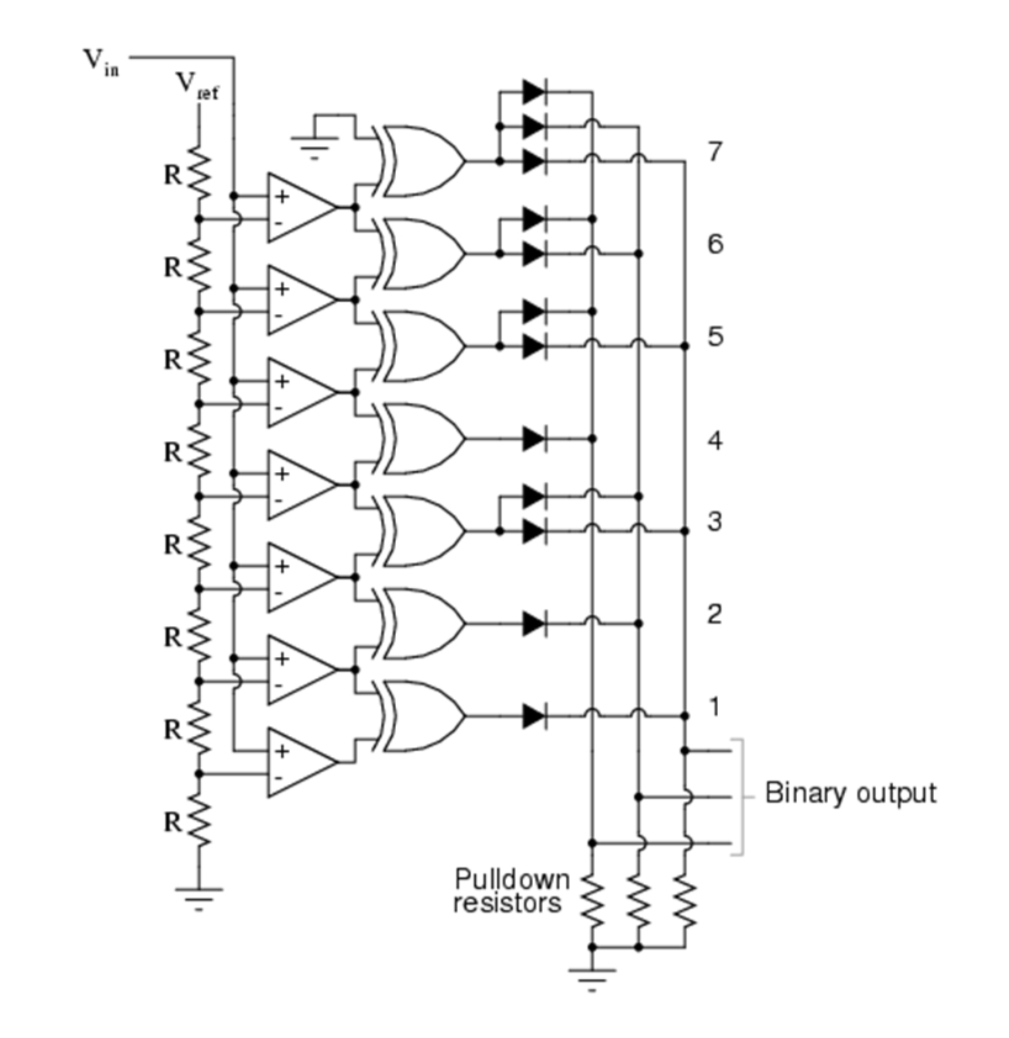 Vin
Vref
R
+
-
7
R
+
-
6
R
+
-
5
R
+
-
4
R
+
-
3
R
+
-
2
R
+
-
1
R
Binary output
Pulldown
resistors